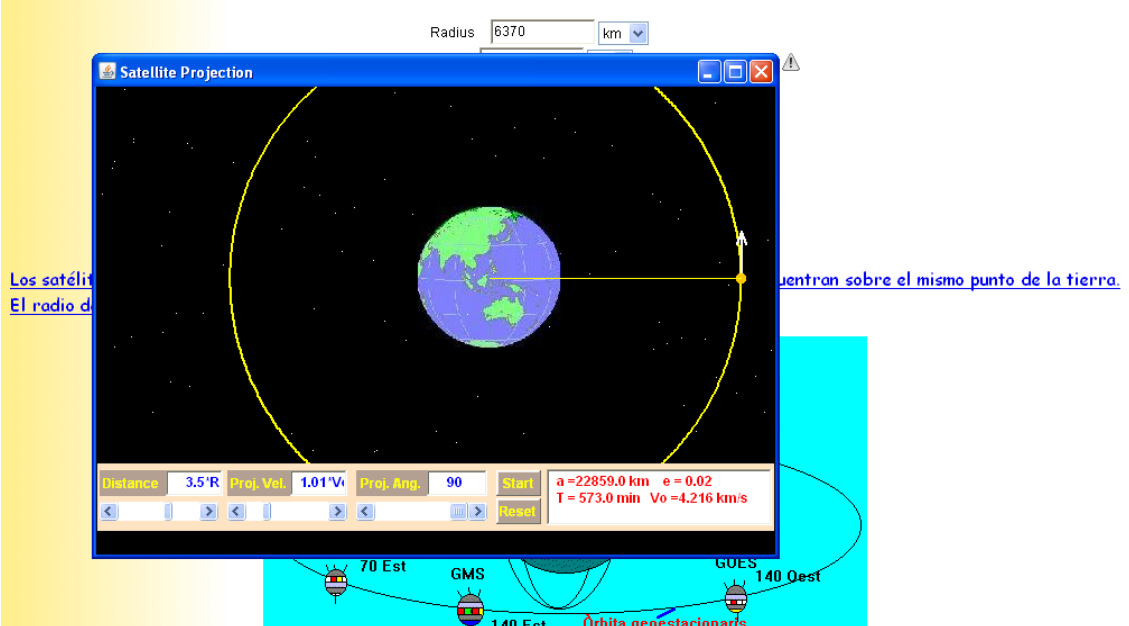 Radius 6370 km
Satellite Projection
Los satélit
uentran sobre el mismo punto de la tierra.
El radio d
Distance 3.5*R Proj. Vel. 1.01*V Proj. Ang. 90 Start
a =22859.0 km e = 0.02
T = 573.0 min Vo =4.216 km/s
Reset
70 Est
GMS
GOES
140 Oest
140 Est
Òrbita geoestacionaris